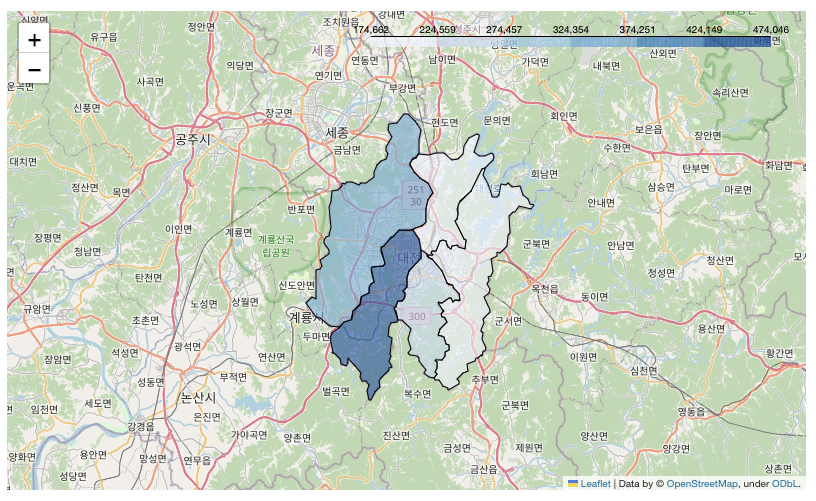 강내면
조치원읍
정안면
유구읍
세종
174,662 224,559 274,457 324,354 374,251 424,149 474,046
+
−
의당면
연동면
연기면
남이면
가덕면
내북면
산외면
부강면
사곡면
신풍면
장군면
속리산면
공주시
세종
금남면
현도면
문의면
회인면
보은읍
장안면
수한면
대치면
탄부면
화남면
회남면
정산면
목면
삼승면
마로면
251
30
안내면
반포면
이인면
계룡면
장평면
청남면
계룡산국
립공원
군북면
안남면
대전
청산면
청성면
탄천면
신도안면
옥천읍
동이면
노성면
상월면
규암면
계룡시
초촌면
300
군서면
용산면
두마면
광석면
석성면
장암면
연산면
이원면
심천면
황간면
성동면
부적면
추부면
벌곡면
복수면
논산시
세도면
임천면
은진면
군북면
영동읍
강경읍
가야곡면
양촌면
진산면
양산면
금성면
제원면
양강면
양화면
용안면
망성면
연무읍
금산읍
성당면
상촌면
Leaflet | Data by © OpenStreetMap, under ODbL.